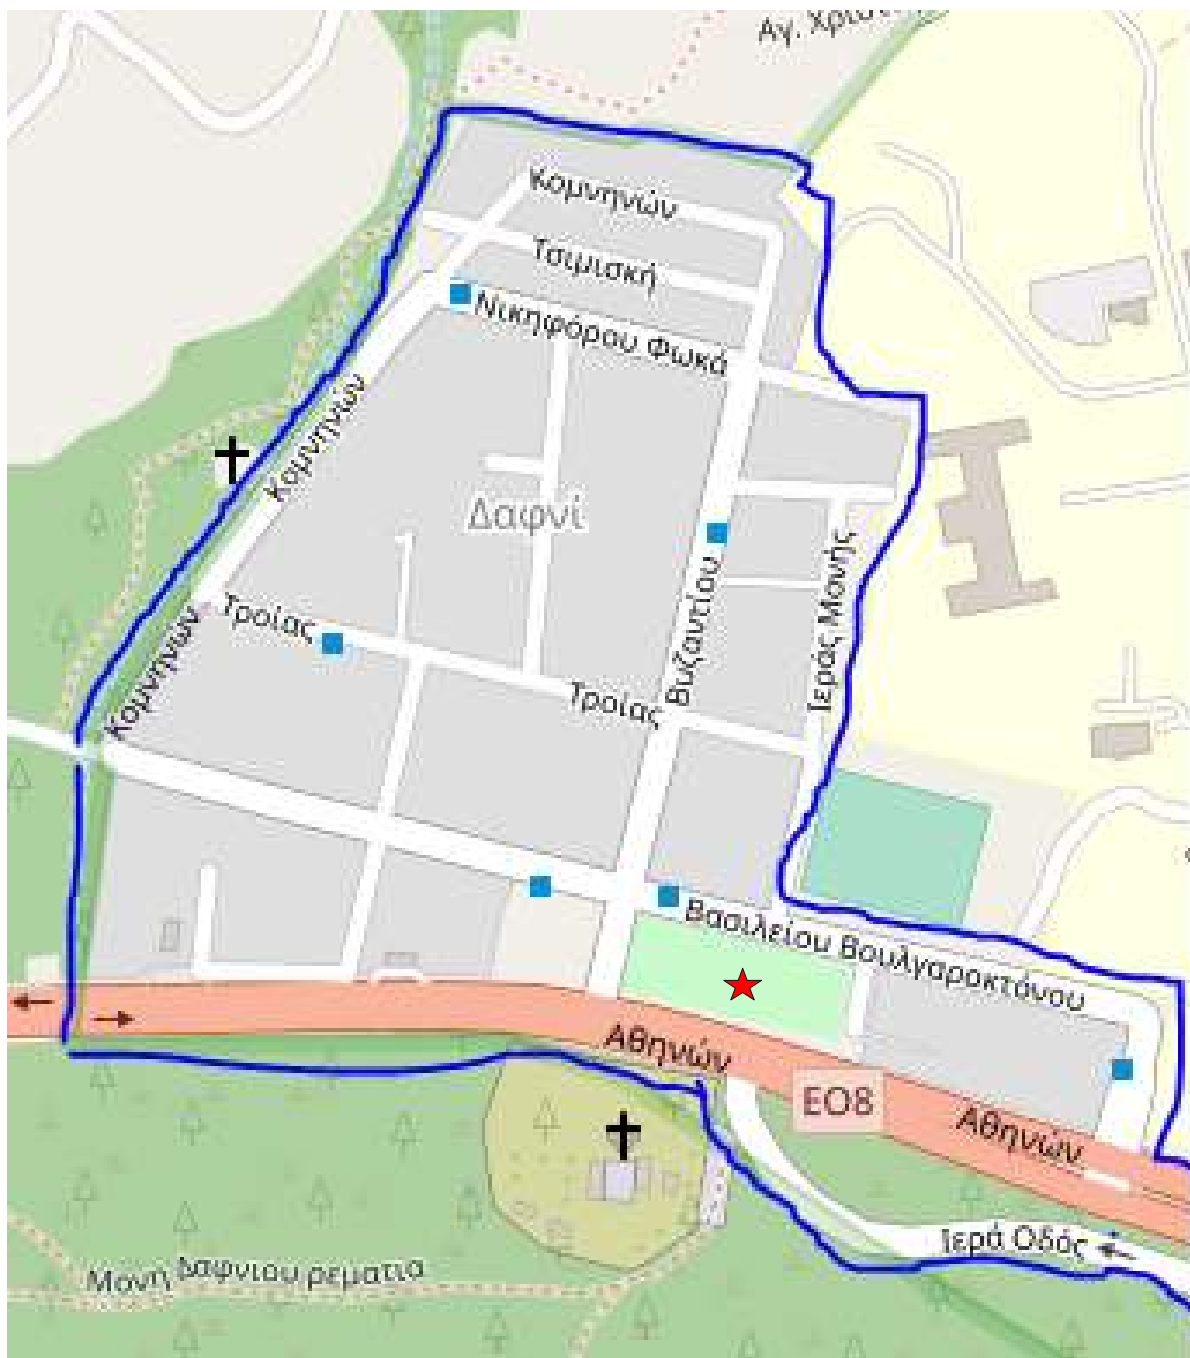 Αγ. Χρισ
Κομνηνών
Τσιμισκή
Νικηφόρου Φωκά
Κομνηνών
Δαφνί
Ιεράς Μονής
Βυζαντίου
Τροίας
Κομνηνών
Τροίας
Βασιλείου Βουλγαροκτόνου
Αθηνών
ΕΟ8
Αθηνών
Ιερά Οδός
Μονή Δαφνίου ρεματιά